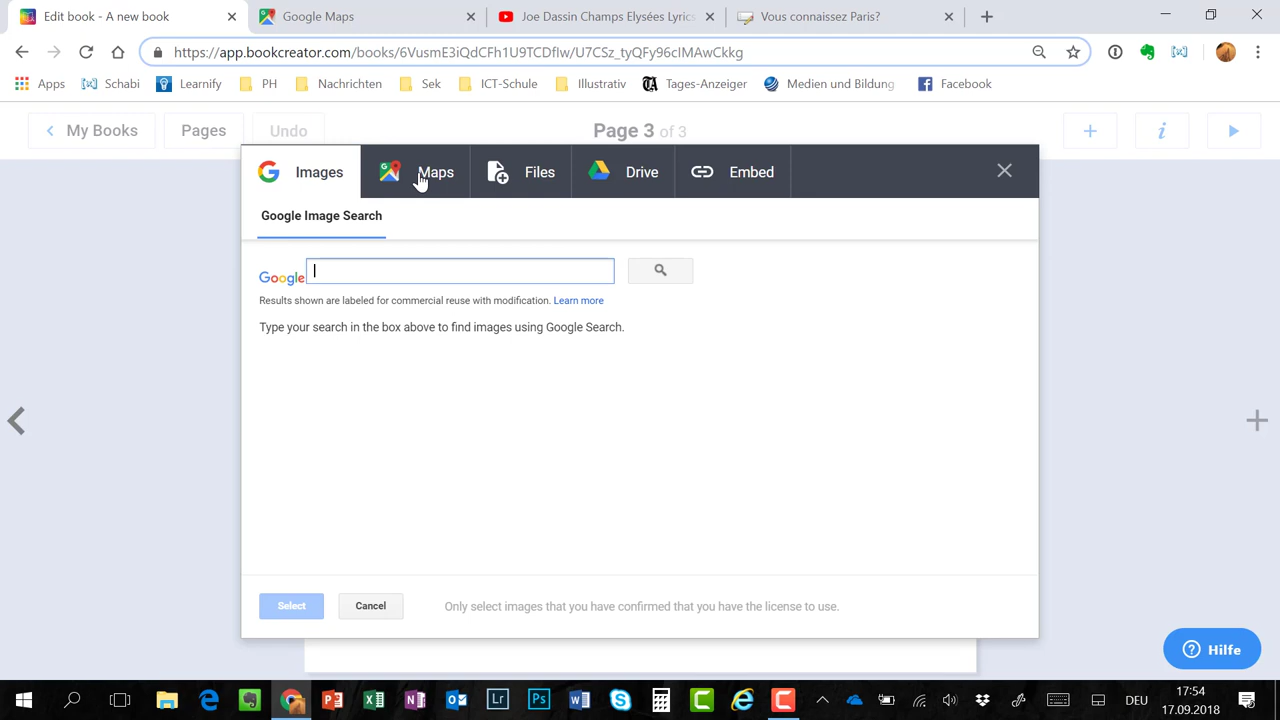 Edit book - A new book
Google Maps
Joe Dassin Champs Elysées Lyrics
Vous connaissez Paris?
https://app.bookcreator.com/books/6VusmE3iQdCFh1U9TCDflw/U7CSz_tyQFy96cIMAwCkkg
Apps
Schabi
Learnify
PH
Nachrichten
Sek
ICT-Schule
Illustrativ
Tages-Anzeiger
Medien und Bildung
Facebook
My Books
Pages
Undo
Page 3 of 3
Images
Maps
Files
Drive
Embed
Google Image Search
Google
Results shown are labeled for commercial reuse with modification. Learn more
Type your search in the box above to find images using Google Search.
Select
Cancel
Only select images that you have confirmed that you have the license to use.
Hilfe
DEU
17:54
17.09.2018